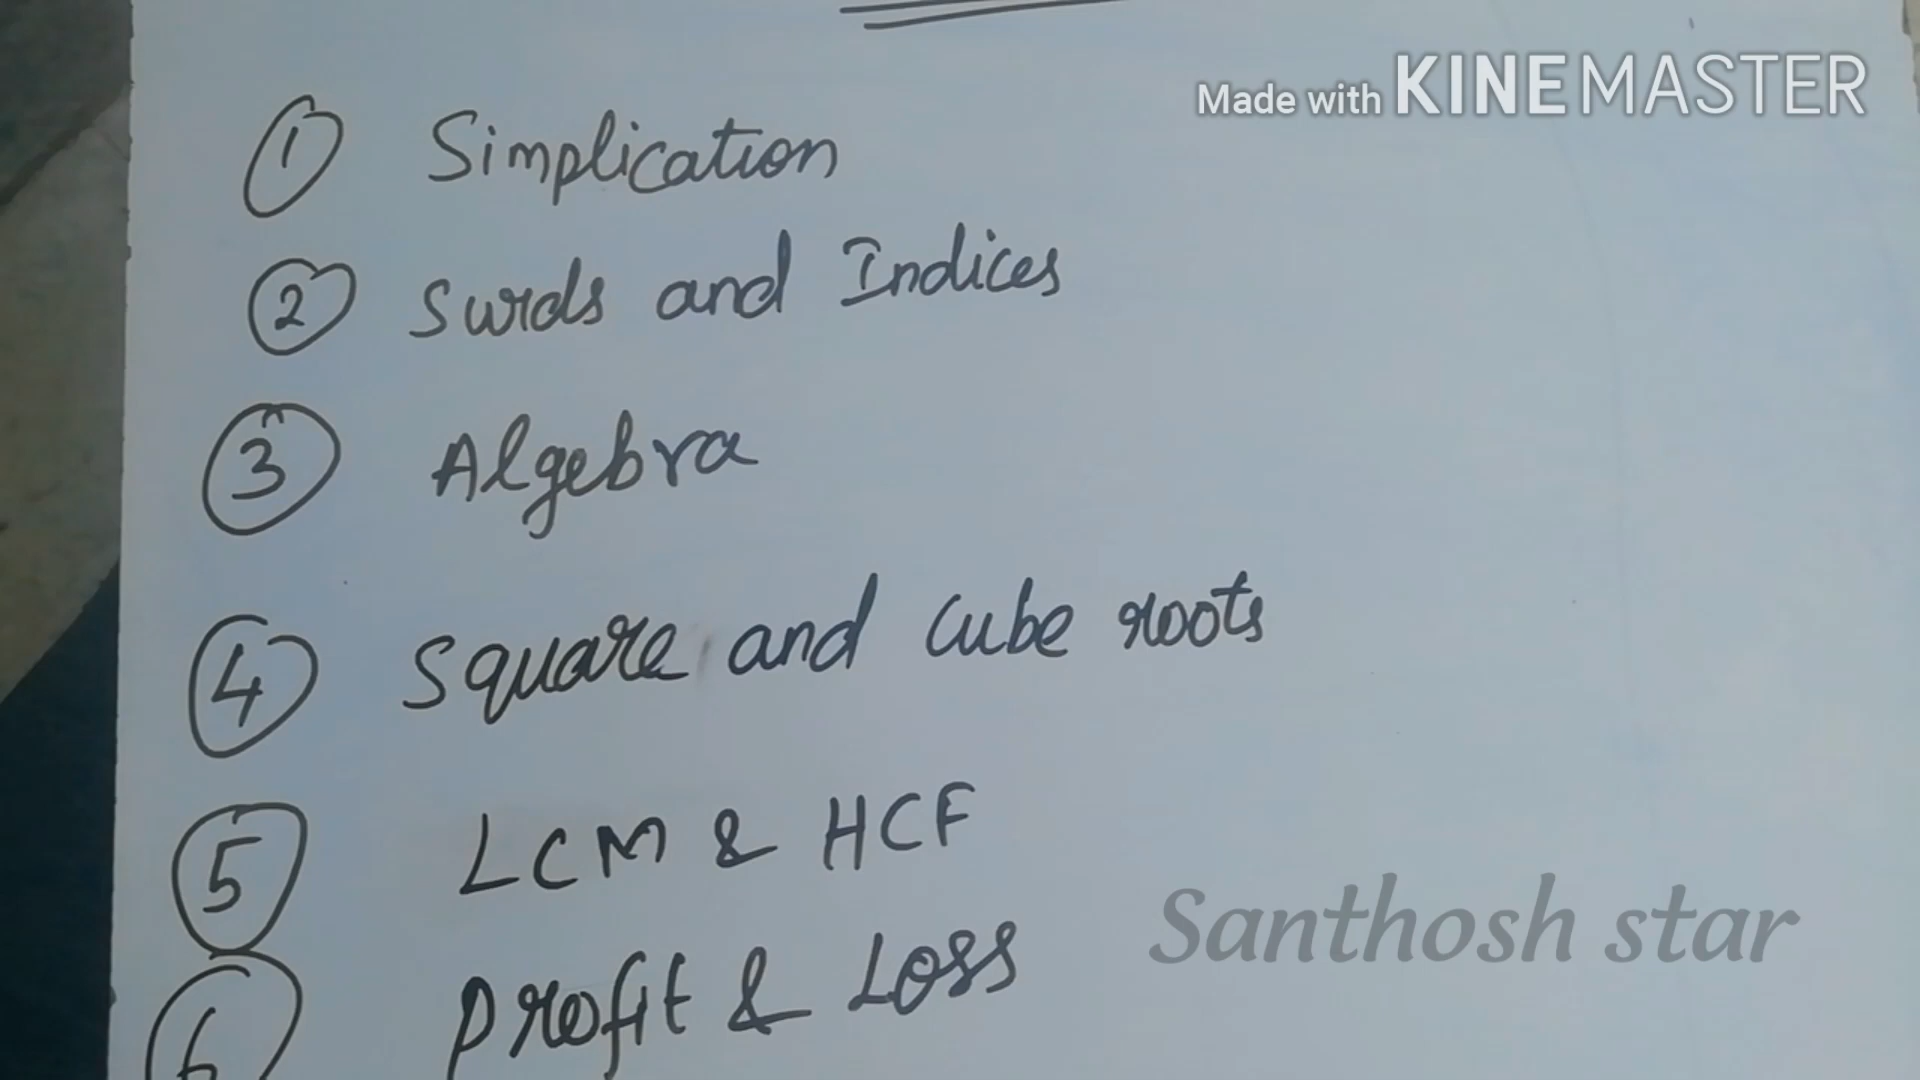 Made with KINEMASTER
1 Simplication
2 Surds and Indices
3 Algebra
4 Square and Cube roots
5 LCM & HCF
6 Profit & Loss
Santhosh star